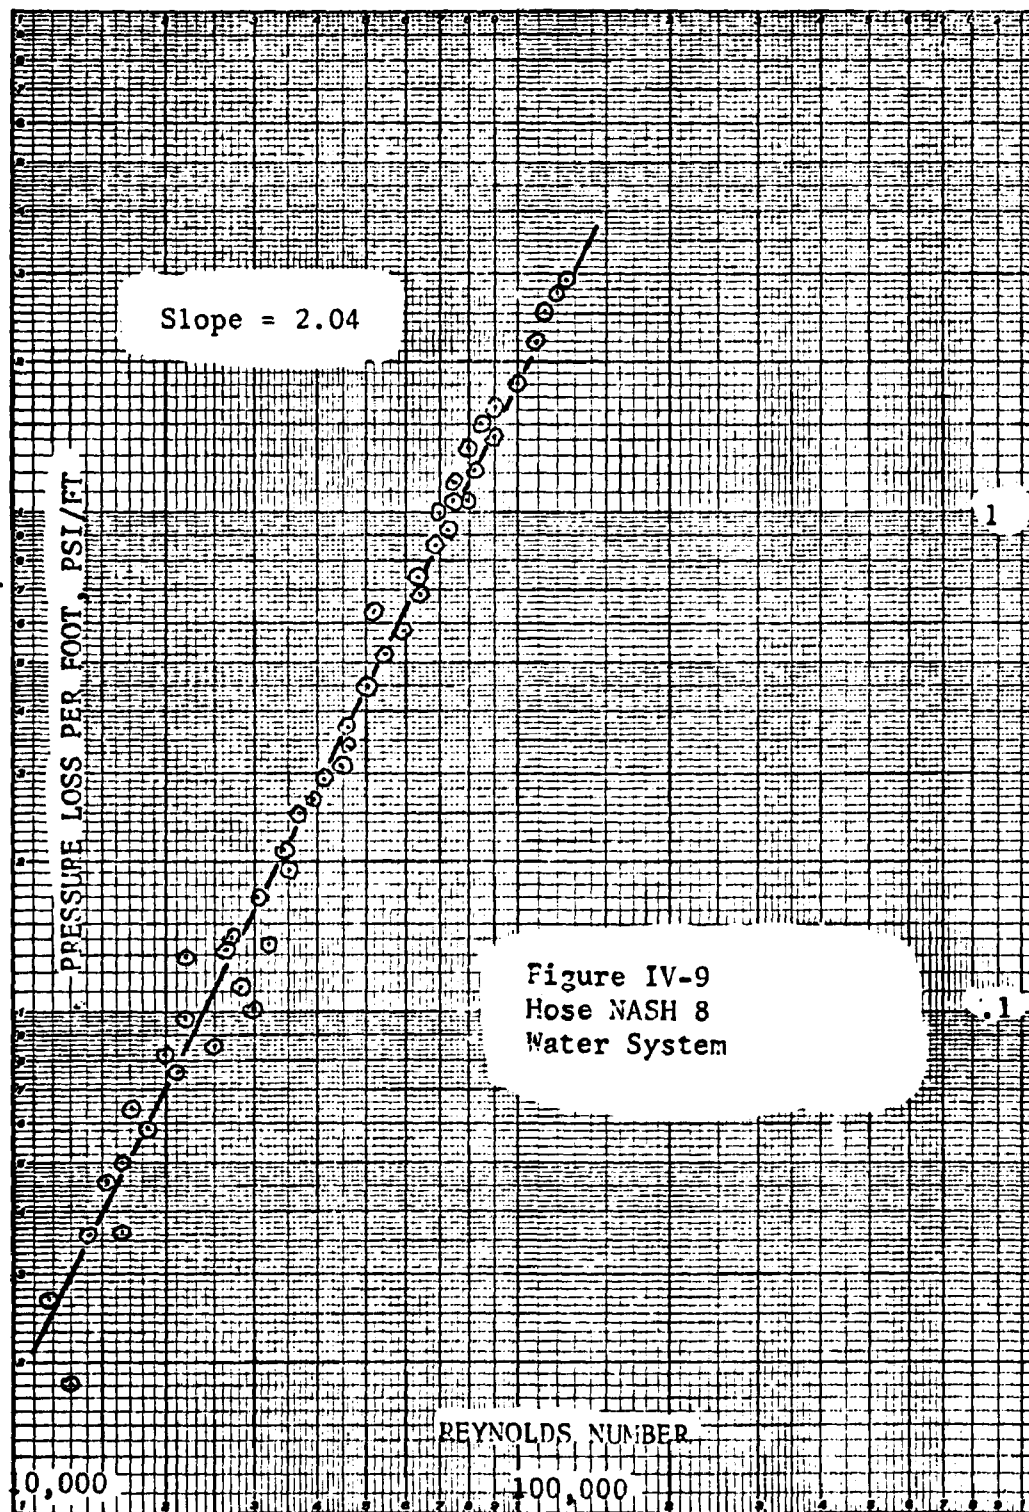 Slope = 2.04
PRESSURE LOSS PER FOOT, PSI/FT
1
.1
Figure IV-9
Hose NASH 8
Water System
REYNOLDS NUMBER
10,000
100,000